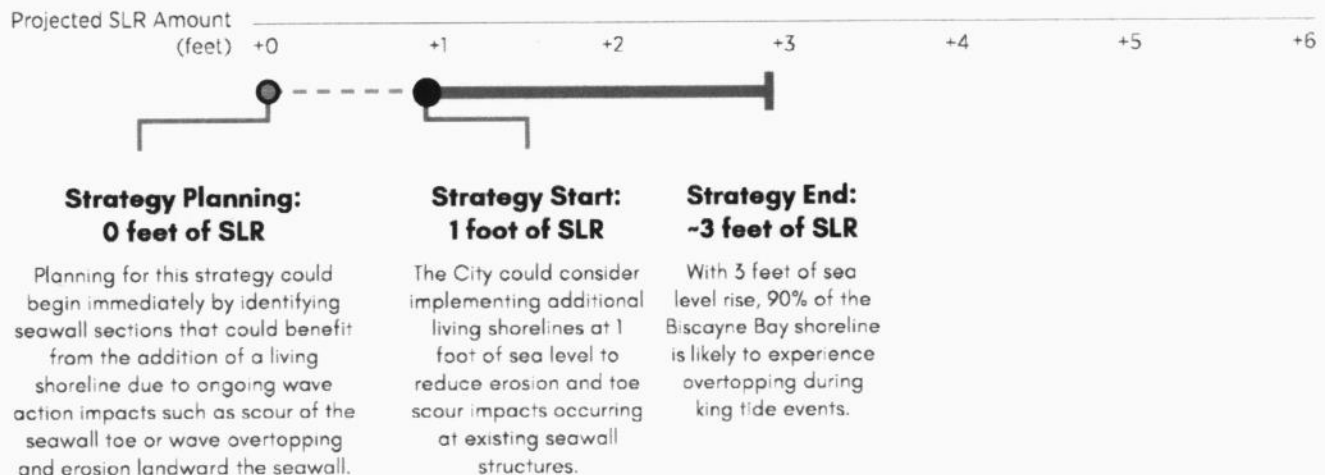 Projected SLR Amount
(feet) +0 +1 +2 +3 +4 +5 +6
Strategy Planning:
0 feet of SLR
Planning for this strategy could
begin immediately by identifying
seawall sections that could benefit
from the addition of a living
shoreline due to ongoing wave
action impacts such as scour of the
seawall toe or wave overtopping
and erosion landward the seawall.
Strategy Start:
1 foot of SLR
The City could consider
implementing additional
living shorelines at 1
foot of sea level to
reduce erosion and toe
scour impacts occurring
at existing seawall
structures.
Strategy End:
~3 feet of SLR
With 3 feet of sea
level rise, 90% of the
Biscayne Bay shoreline
is likely to experience
overtopping during
king tide events.